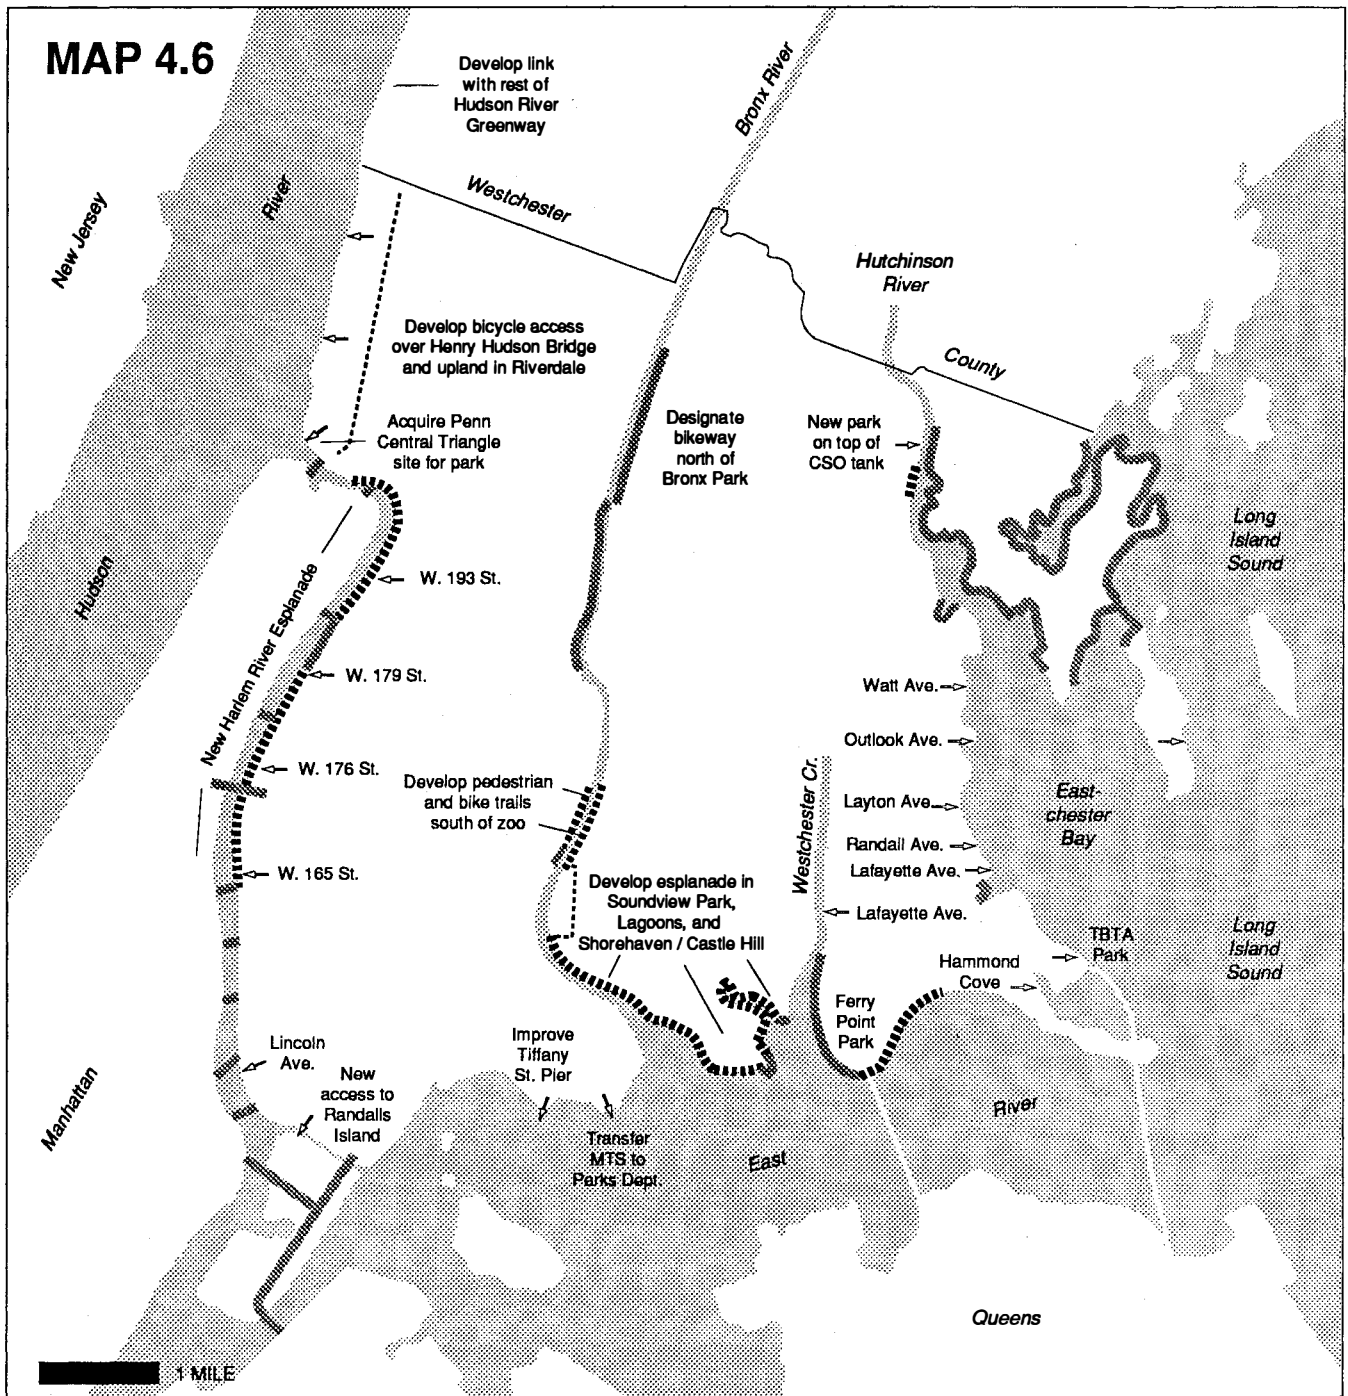 MAP 4.6
Develop link
with rest of
Hudson River
Greenway
Bronx River
New Jersey
River
Westchester
Hutchinson
River
County
Develop bicycle access
over Henry Hudson Bridge
and upland in Riverdale
Acquire Penn
Central Triangle
site for park
Designate
bikeway
north of
Bronx Park
New park
on top of
CSO tank
Long
Island
Sound
Hudson
New Harlem River Esplanade
W. 193 St.
W. 179 St.
W. 176 St.
W. 165 St.
Watt Ave.
Outlook Ave.
Layton Ave.
Randall Ave.
Lafayette Ave.
East-
chester
Bay
Westchester Cr.
Develop pedestrian
and bike trails
south of zoo
Develop esplanade in
Soundview Park,
Lagoons, and
Shorehaven / Castle Hill
Lafayette Ave.
Hammond
Cove
TBTA
Park
Long
Island
Sound
Ferry
Point
Park
Improve
Tiffany
St. Pier
Lincoln
Ave.
New
access to
Randalls
Island
Manhattan
Transfer
MTS to
Parks Dept.
East
River
Queens
1 MILE